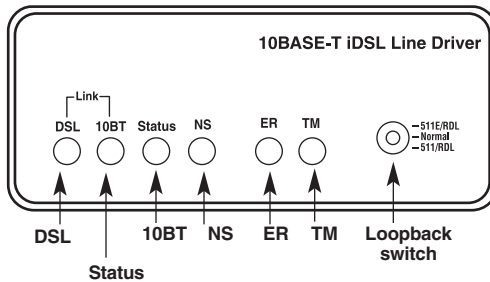 10BASE-T iDSL Line Driver
Link
DSL 10BT Status NS ER TM
511E/RDL
Normal
511/RDL
DSL 10BT NS ER TM Loopback
switch
Status